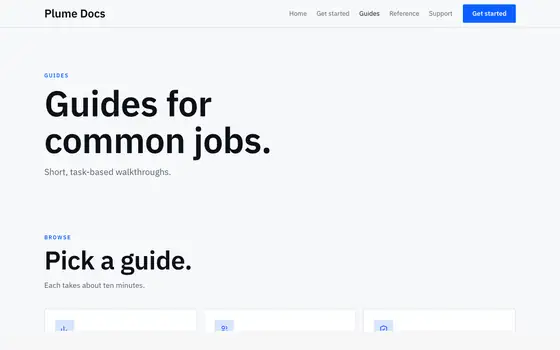 Plume Docs
Home Get started Guides Reference Support Get started
GUIDES
Guides for
common jobs.
Short, task-based walkthroughs.
BROWSE
Pick a guide.
Each takes about ten minutes.